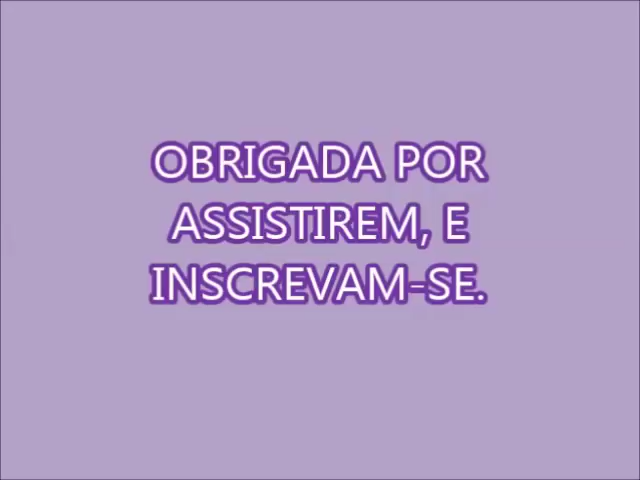 OBRIGADA POR
ASSISTIREM, E
INSCREVAM-SE.